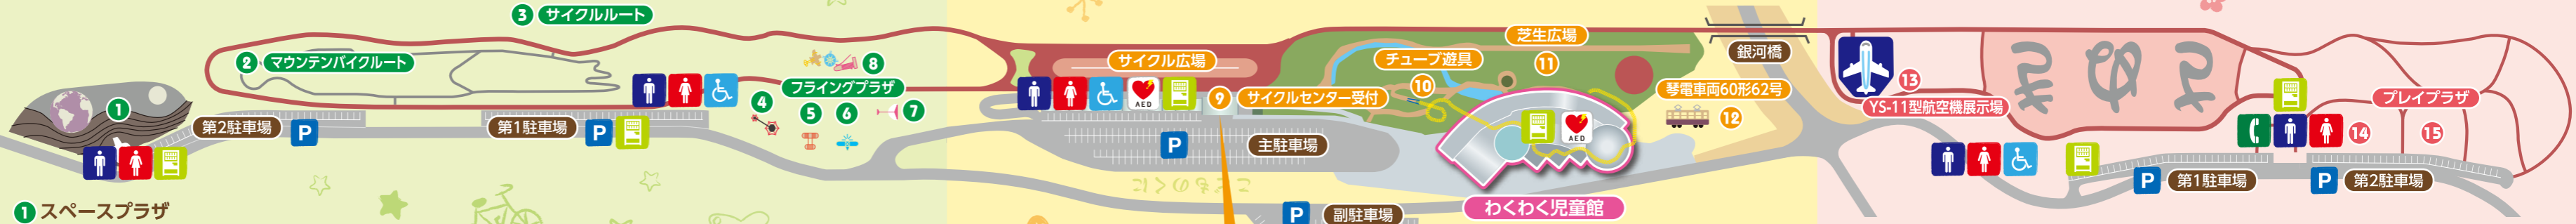 ③ サイクルルート
② マウンテンバイクルート
①
第2駐車場
P
第1駐車場
P
④
フライングプラザ
⑤
⑥
⑦
⑧
① スペースプラザ
サイクル広場
AED
⑨ サイクルセンター受付
P
主駐車場
P
副駐車場
チューブ遊具
⑩
芝生広場
⑪
AED
わくわく児童館
銀河橋
琴電車両60形62号
⑫
⑬
YS-11型航空機展示場
プレイプラザ
⑭
⑮
P
第1駐車場
P
第2駐車場